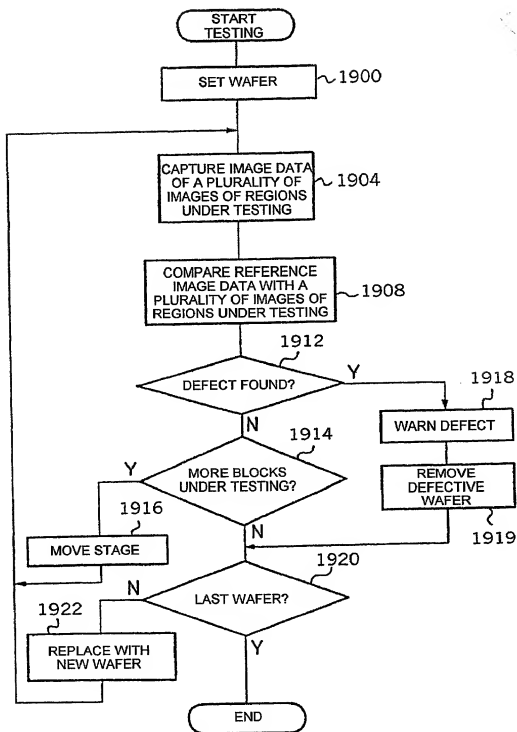 START
TESTING
SET WAFER
1900
CAPTURE IMAGE DATA
OF A PLURALITY OF
IMAGES OF REGIONS
UNDER TESTING
1904
COMPARE REFERENCE
IMAGE DATA WITH A
PLURALITY OF IMAGES OF
REGIONS UNDER TESTING
1908
1912
DEFECT FOUND?
Y
N
1918
WARN DEFECT
REMOVE
DEFECTIVE
WAFER
1919
1914
MORE BLOCKS
UNDER TESTING?
Y
N
1916
MOVE STAGE
1920
LAST WAFER?
N
Y
1922
REPLACE WITH
NEW WAFER
END